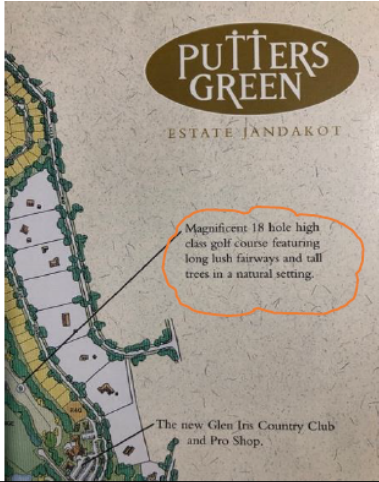 PUTTERS
GREEN
ESTATE JANDAKOT
Magnificent 18 hole high
class golf course featuring
long lush fairways and tall
trees in a natural setting.
The new Glen Iris Country Club
and Pro Shop.